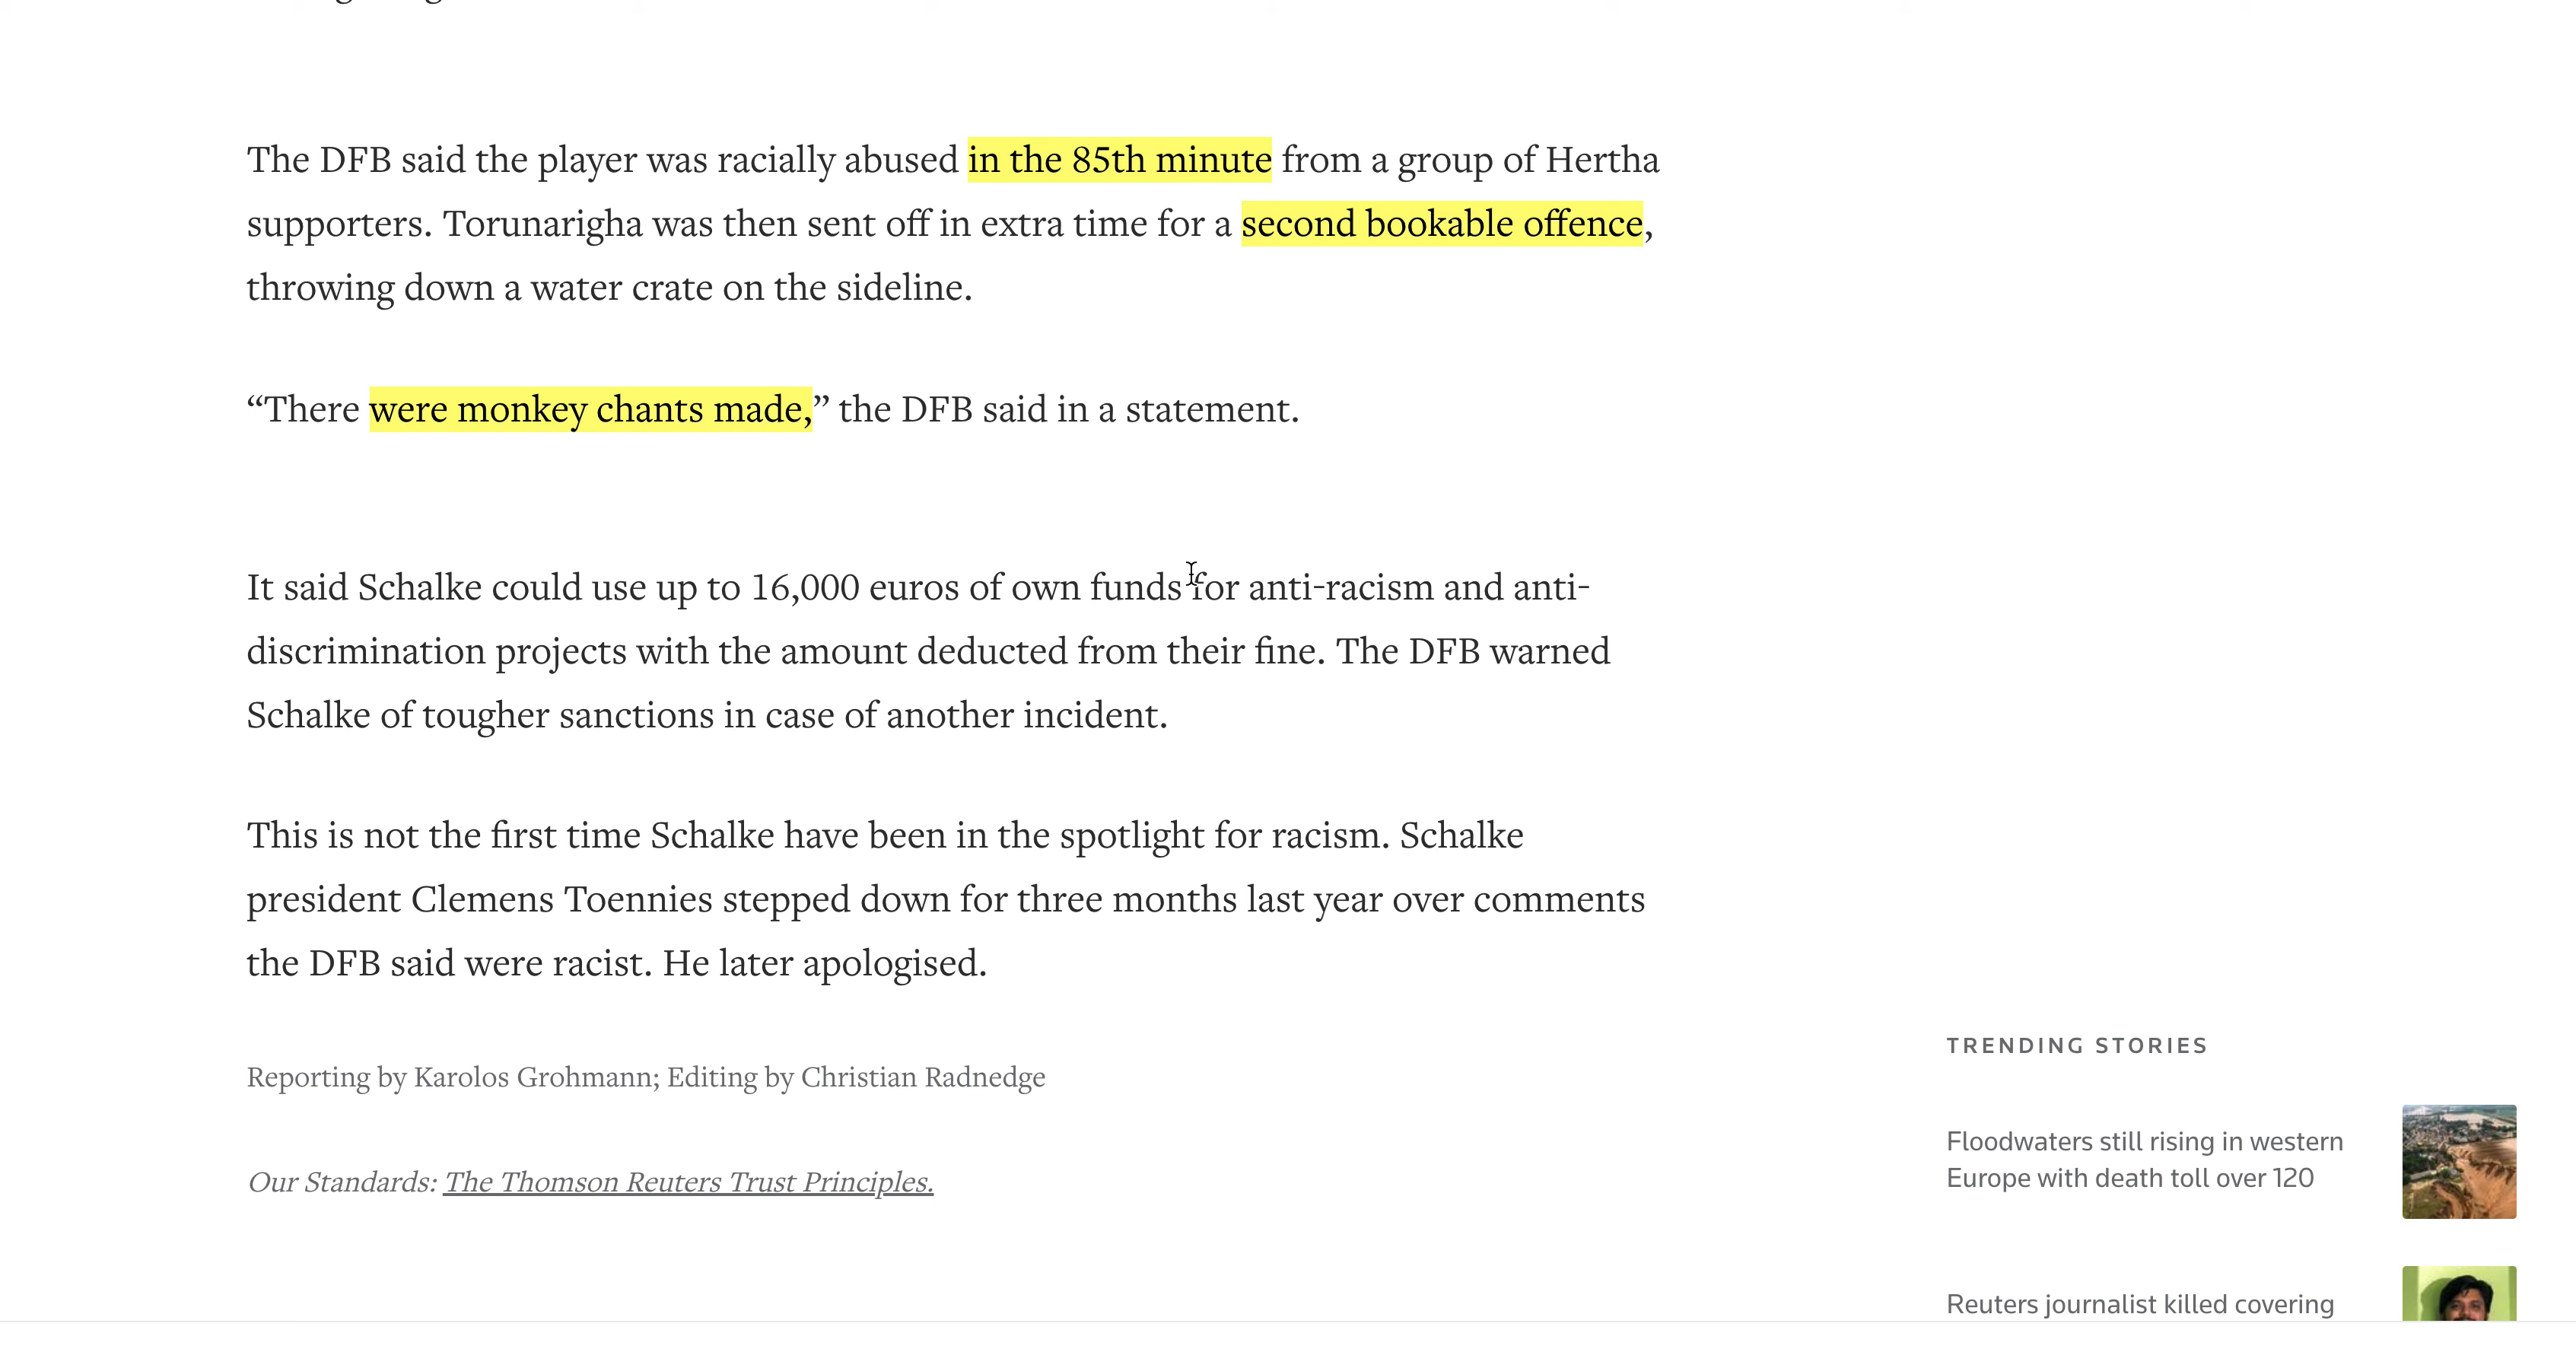 The DFB said the player was racially abused in the 85th minute from a group of Hertha
supporters. Torunarigha was then sent off in extra time for a second bookable offence,
throwing down a water crate on the sideline.
“There were monkey chants made,” the DFB said in a statement.
It said Schalke could use up to 16,000 euros of own funds for anti-racism and anti-
discrimination projects with the amount deducted from their fine. The DFB warned
Schalke of tougher sanctions in case of another incident.
This is not the first time Schalke have been in the spotlight for racism. Schalke
president Clemens Toennies stepped down for three months last year over comments
the DFB said were racist. He later apologised.
Reporting by Karolos Grohmann; Editing by Christian Radnedge
Our Standards: The Thomson Reuters Trust Principles.
TRENDING STORIES
Floodwaters still rising in western
Europe with death toll over 120
Reuters journalist killed covering